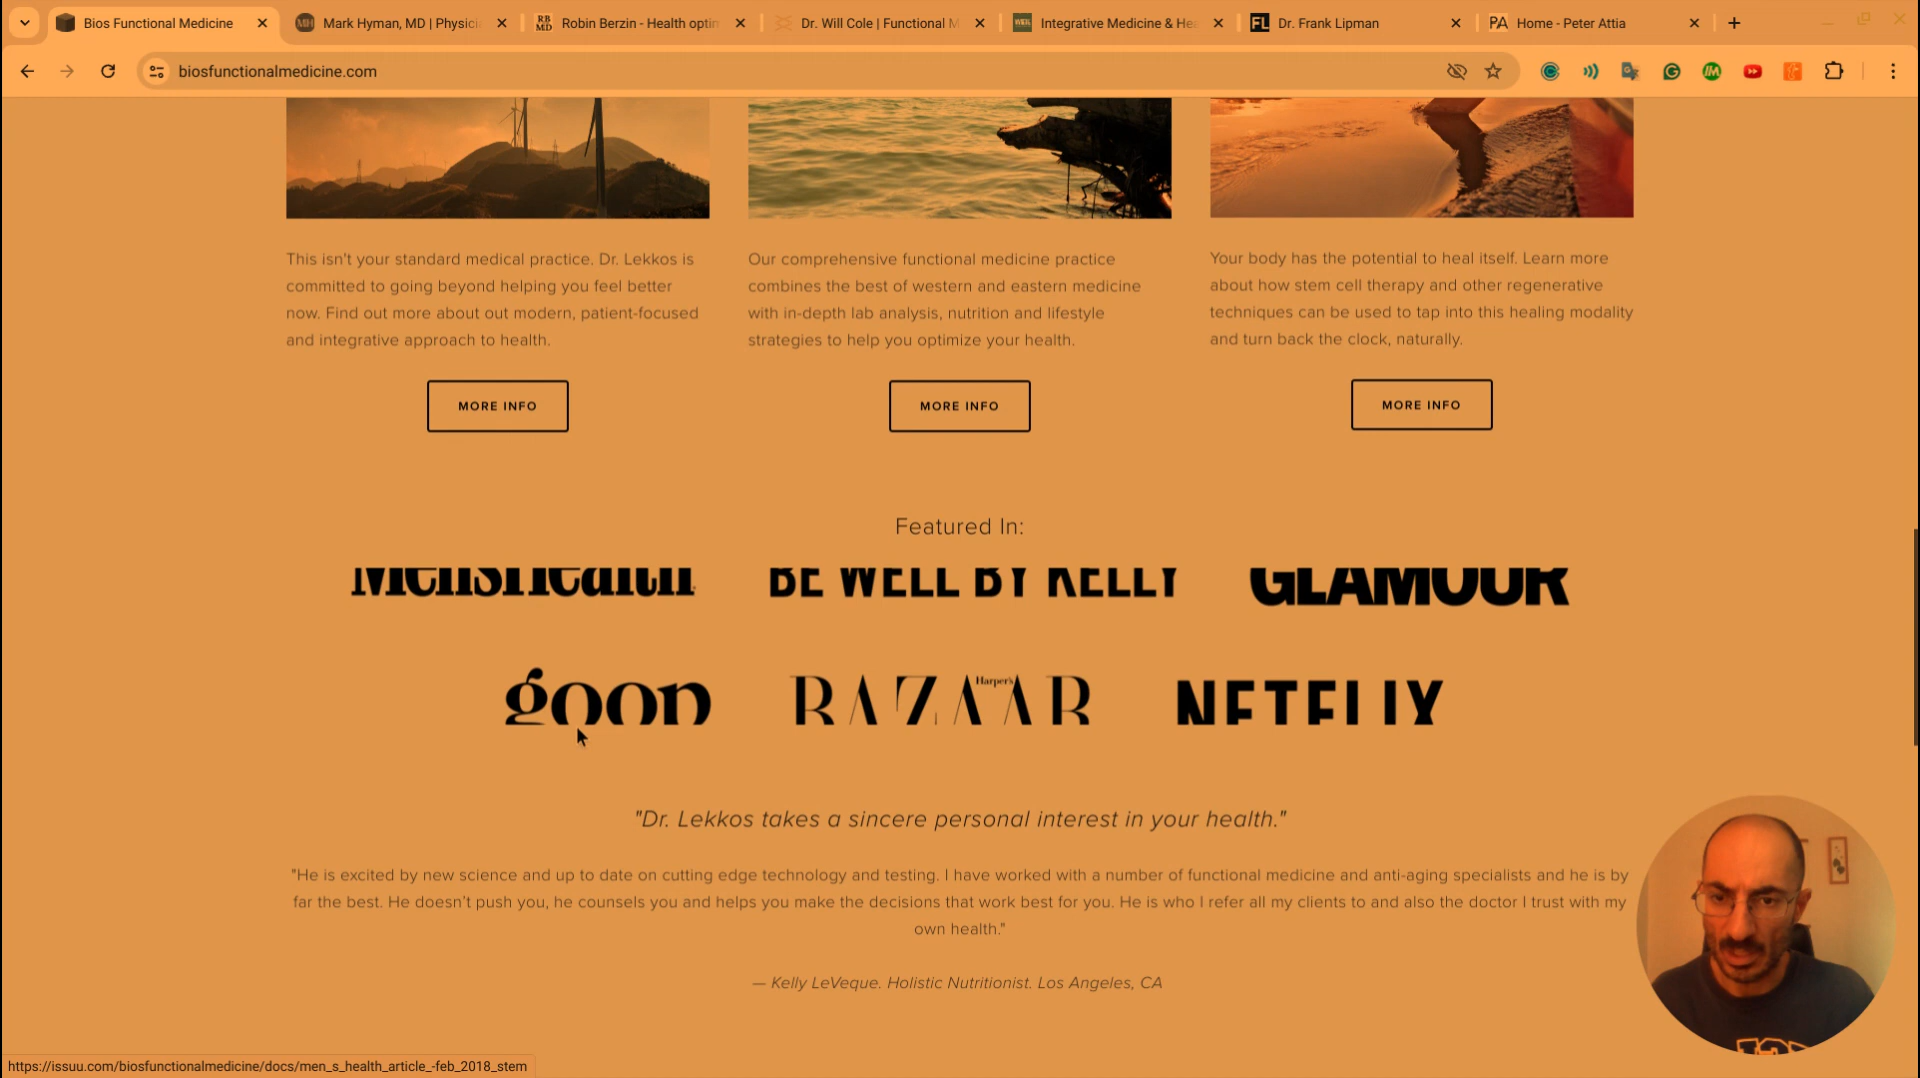 Bios Functional Medicine
Mark Hyman, MD | Physici
RB MD
Robin Berzin - Health optim
Dr. Will Cole | Functional M
Integrative Medicine & Hea
FL
Dr. Frank Lipman
PA
Home - Peter Attia
biosfunctionalmedicine.com
This isn't your standard medical practice. Dr. Lekkos is
committed to going beyond helping you feel better
now. Find out more about out modern, patient-focused
and integrative approach to health.
MORE INFO
Our comprehensive functional medicine practice
combines the best of western and eastern medicine
with in-depth lab analysis, nutrition and lifestyle
strategies to help you optimize your health.
MORE INFO
Your body has the potential to heal itself. Learn more
about how stem cell therapy and other regenerative
techniques can be used to tap into this healing modality
and turn back the clock, naturally.
MORE INFO
Featured In:
MensHealth
BE WELL BY KELLY
GLAMOUR
goop
Harper's
BAZAAR
NETFLIX
"Dr. Lekkos takes a sincere personal interest in your health."
"He is excited by new science and up to date on cutting edge technology and testing. I have worked with a number of functional medicine and anti-aging specialists and he is by
far the best. He doesn't push you, he counsels you and helps you make the decisions that work best for you. He is who I refer all my clients to and also the doctor I trust with my
own health."
— Kelly LeVeque. Holistic Nutritionist. Los Angeles, CA
https://issuu.com/biosfunctionalmedicine/docs/men_s_health_article_-feb_2018_stem